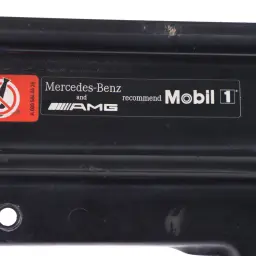 Mercedes-Benz
and
AMG recommend Mobil 1